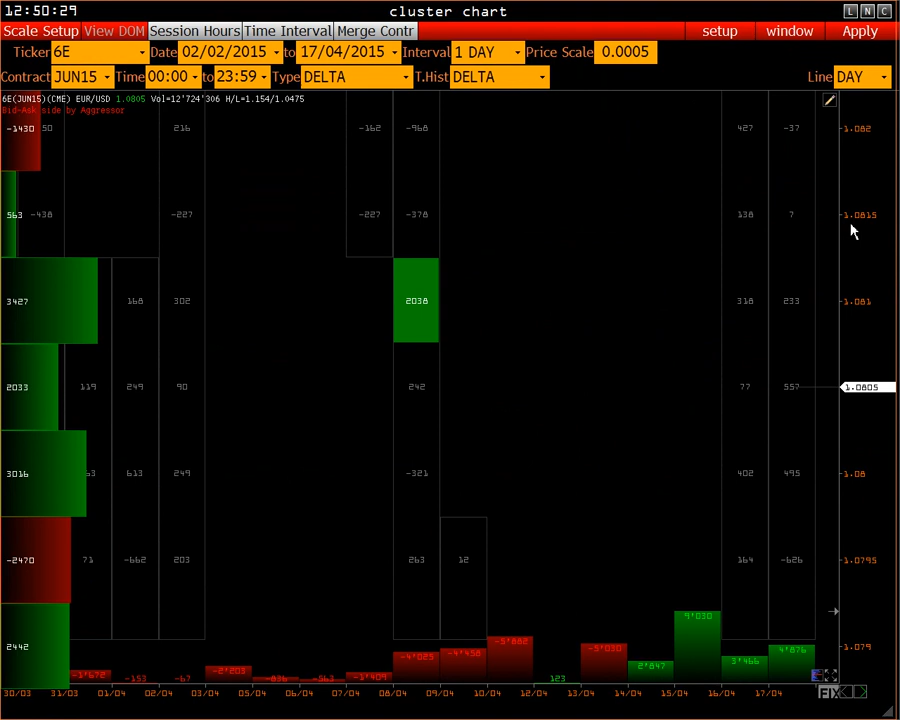 12:50:29 cluster chart L N C
Scale Setup View DOM Session Hours Time Interval Merge Contr setup window Apply
Ticker 6E Date 02/02/2015 to 17/04/2015 Interval 1 DAY Price Scale 0.0005
Contract JUN15 Time 00:00 to 23:59 Type DELTA T.Hist DELTA Line DAY
6E(JUN15)(CME) EUR/USD 1.0805 Vol=12'724'306 H/L=1.154/1.0475
Bid-Ask side by Aggressor
-1430 50 216 -162 -968 427 -37 1.082
563 -438 -227 -227 -378 138 7 1.0815
3427 168 302 2038 318 233 1.081
2033 119 249 90 242 77 557 1.0805
3016 613 249 -321 402 495 1.08
-2470 71 -662 203 263 12 164 -626 1.0795
2442 1.079
-1'672 -153 -67 -2'203 -836 -563 -1'409 -4'025 -4'458 -5'882 123 -5'030 2'847 9'030 3'466 4'876
30/03 31/03 01/04 02/04 03/04 05/04 06/04 07/04 08/04 09/04 10/04 12/04 13/04 14/04 15/04 16/04 17/04 FIX